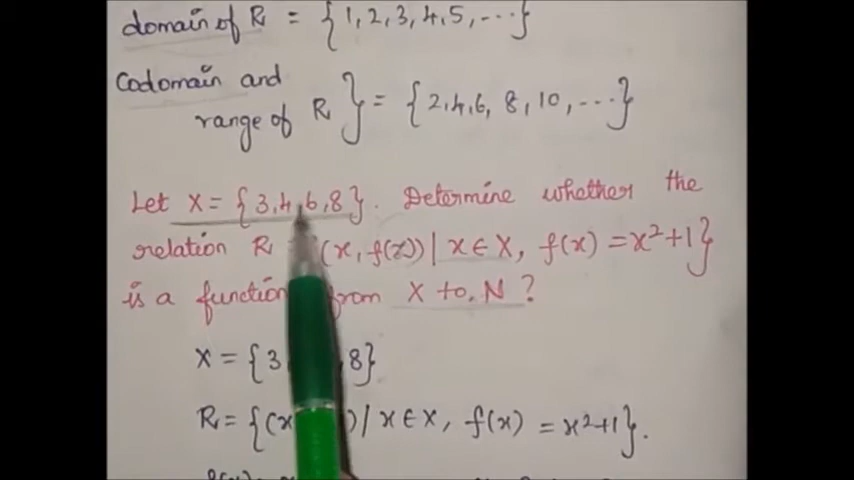 domain of R = {1, 2, 3, 4, 5, ...}
Codomain and
range of R } = {2, 4, 6, 8, 10, ...}
Let X = {3, 4, 6, 8}. Determine whether the
relation R (x, f(x)) | x ∈ X, f(x) = x²+1}
is a function from X to N ?
X = {3, 8}
R = {(x ) / x ∈ X, f(x) = x²+1}.